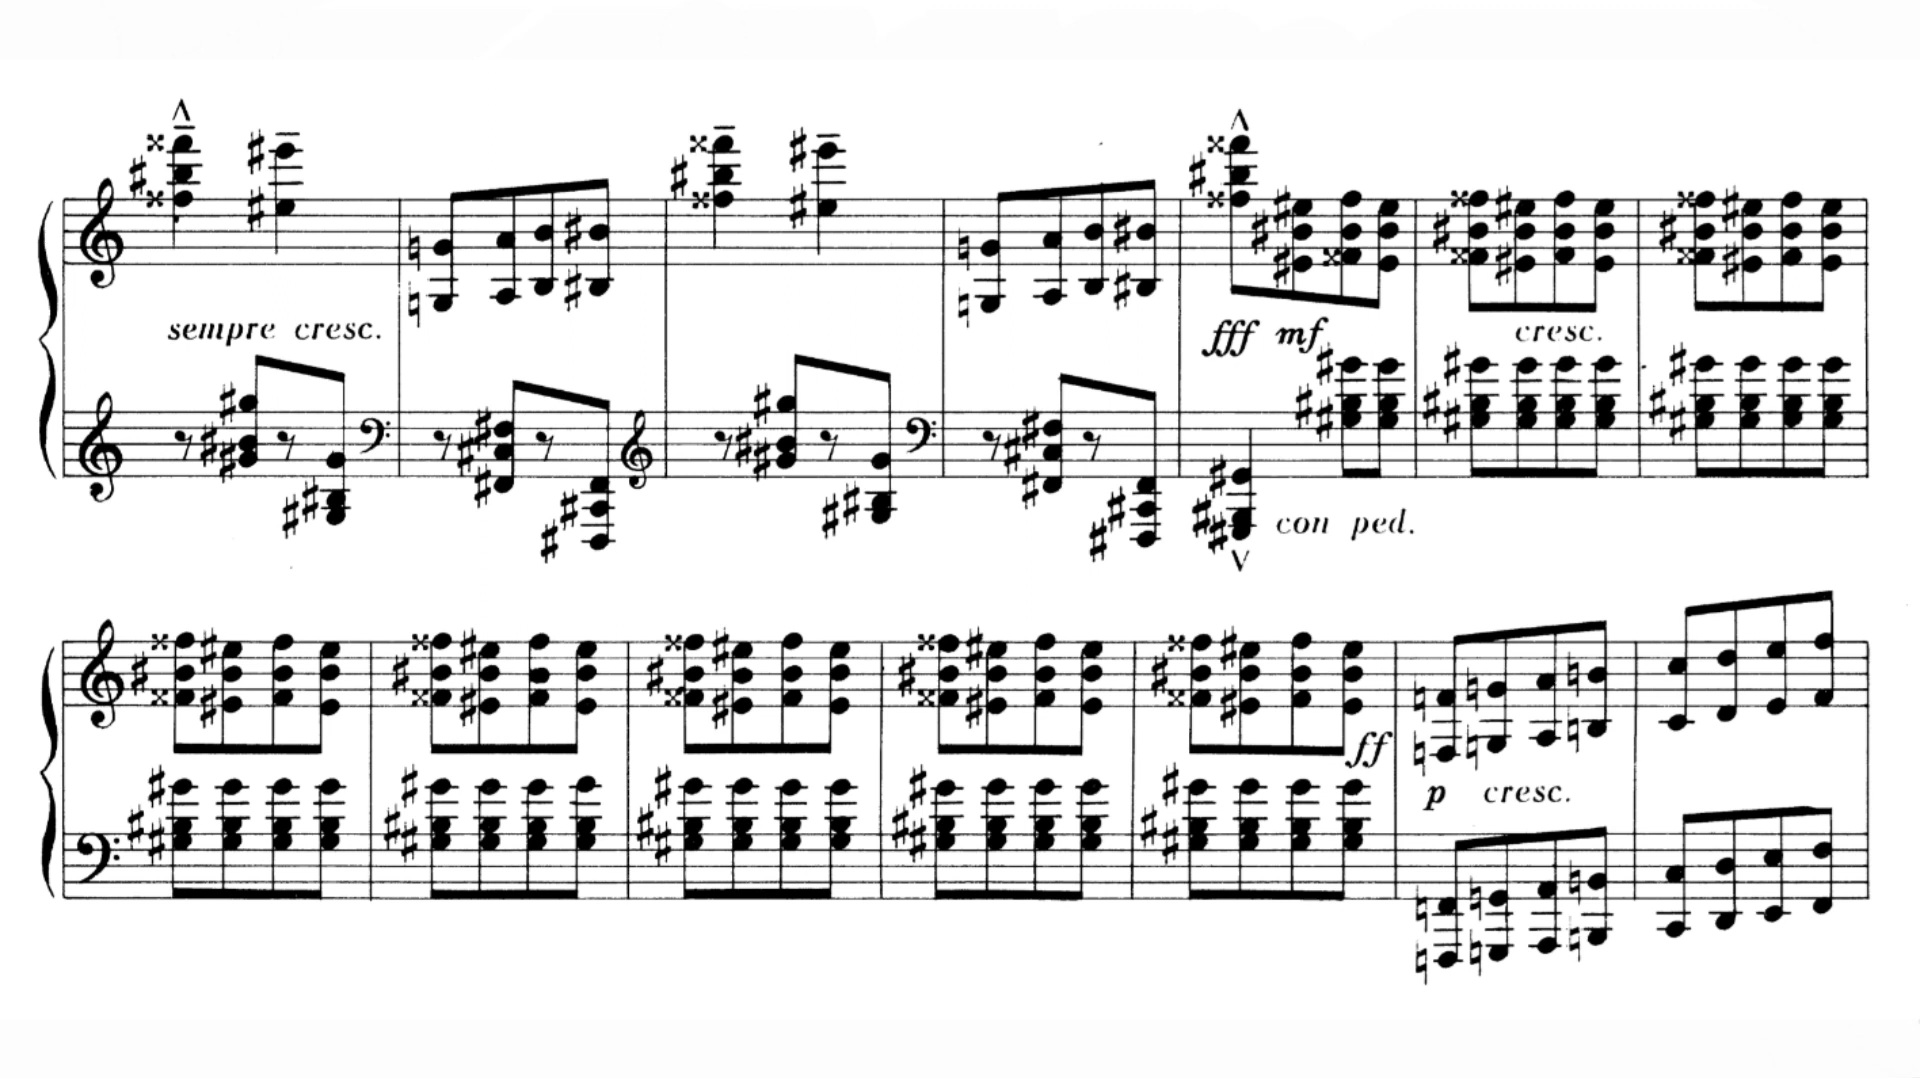 sempre cresc.
fff mf cresc.
con ped.
ff
p cresc.